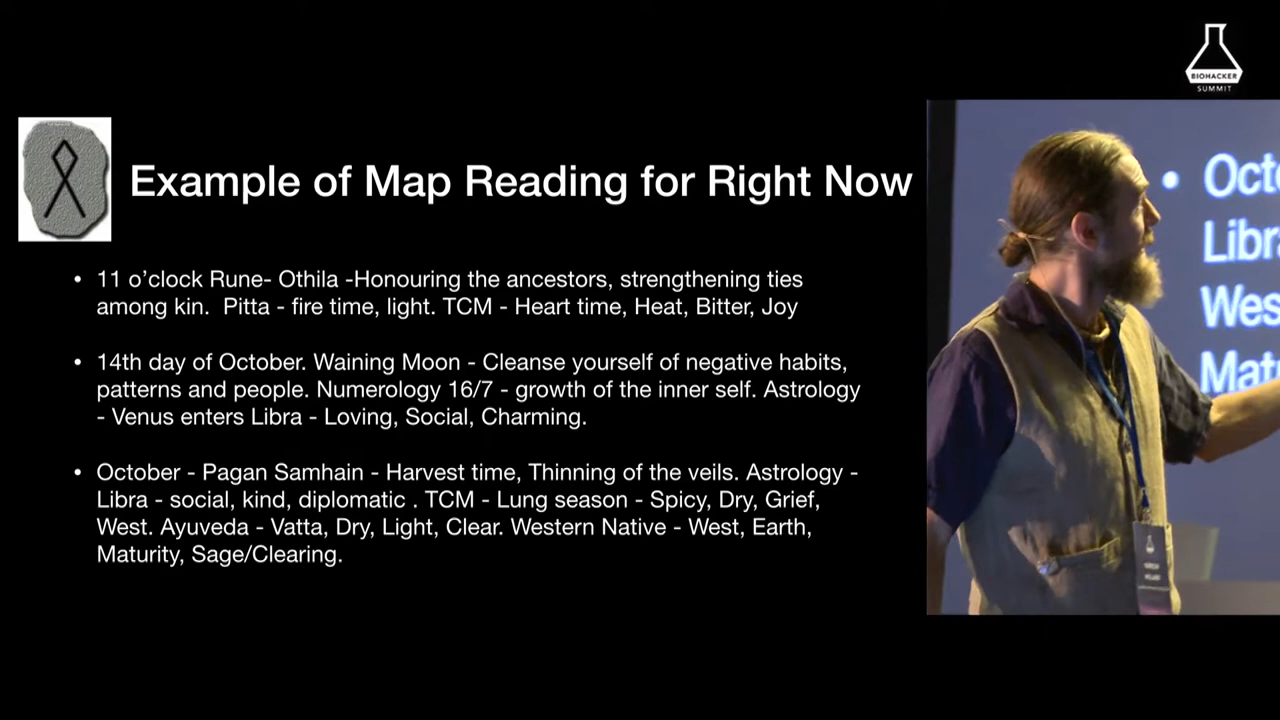 BIOHACKER
SUMMIT
Example of Map Reading for Right Now
• 11 o’clock Rune- Othila -Honouring the ancestors, strengthening ties
among kin.  Pitta - fire time, light. TCM - Heart time, Heat, Bitter, Joy
• 14th day of October. Waining Moon - Cleanse yourself of negative habits,
patterns and people. Numerology 16/7 - growth of the inner self. Astrology
- Venus enters Libra - Loving, Social, Charming.
• October - Pagan Samhain - Harvest time, Thinning of the veils. Astrology -
Libra - social, kind, diplomatic . TCM - Lung season - Spicy, Dry, Grief,
West. Ayuveda - Vatta, Dry, Light, Clear. Western Native - West, Earth,
Maturity, Sage/Clearing.
• Octo
Libra
Wes
Mat